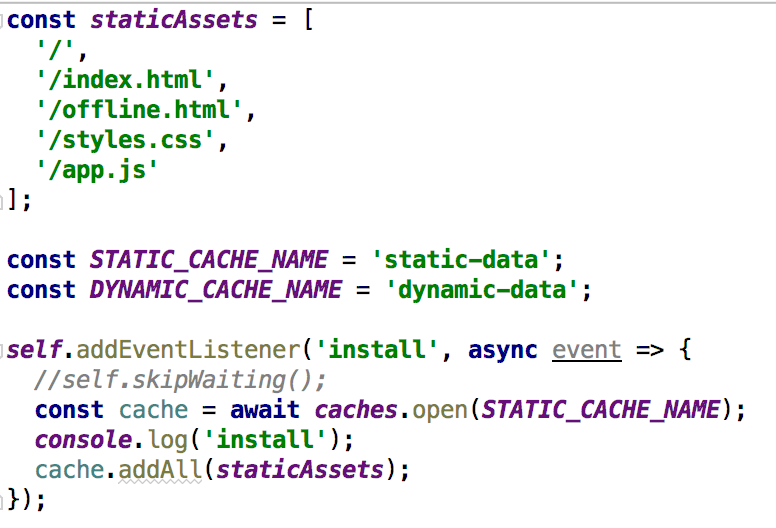 const staticAssets = [
  '/',
  '/index.html',
  '/offline.html',
  '/styles.css',
  '/app.js'
];
const STATIC_CACHE_NAME = 'static-data';
const DYNAMIC_CACHE_NAME = 'dynamic-data';
self.addEventListener('install', async event => {
  //self.skipWaiting();
  const cache = await caches.open(STATIC_CACHE_NAME);
  console.log('install');
  cache.addAll(staticAssets);
});